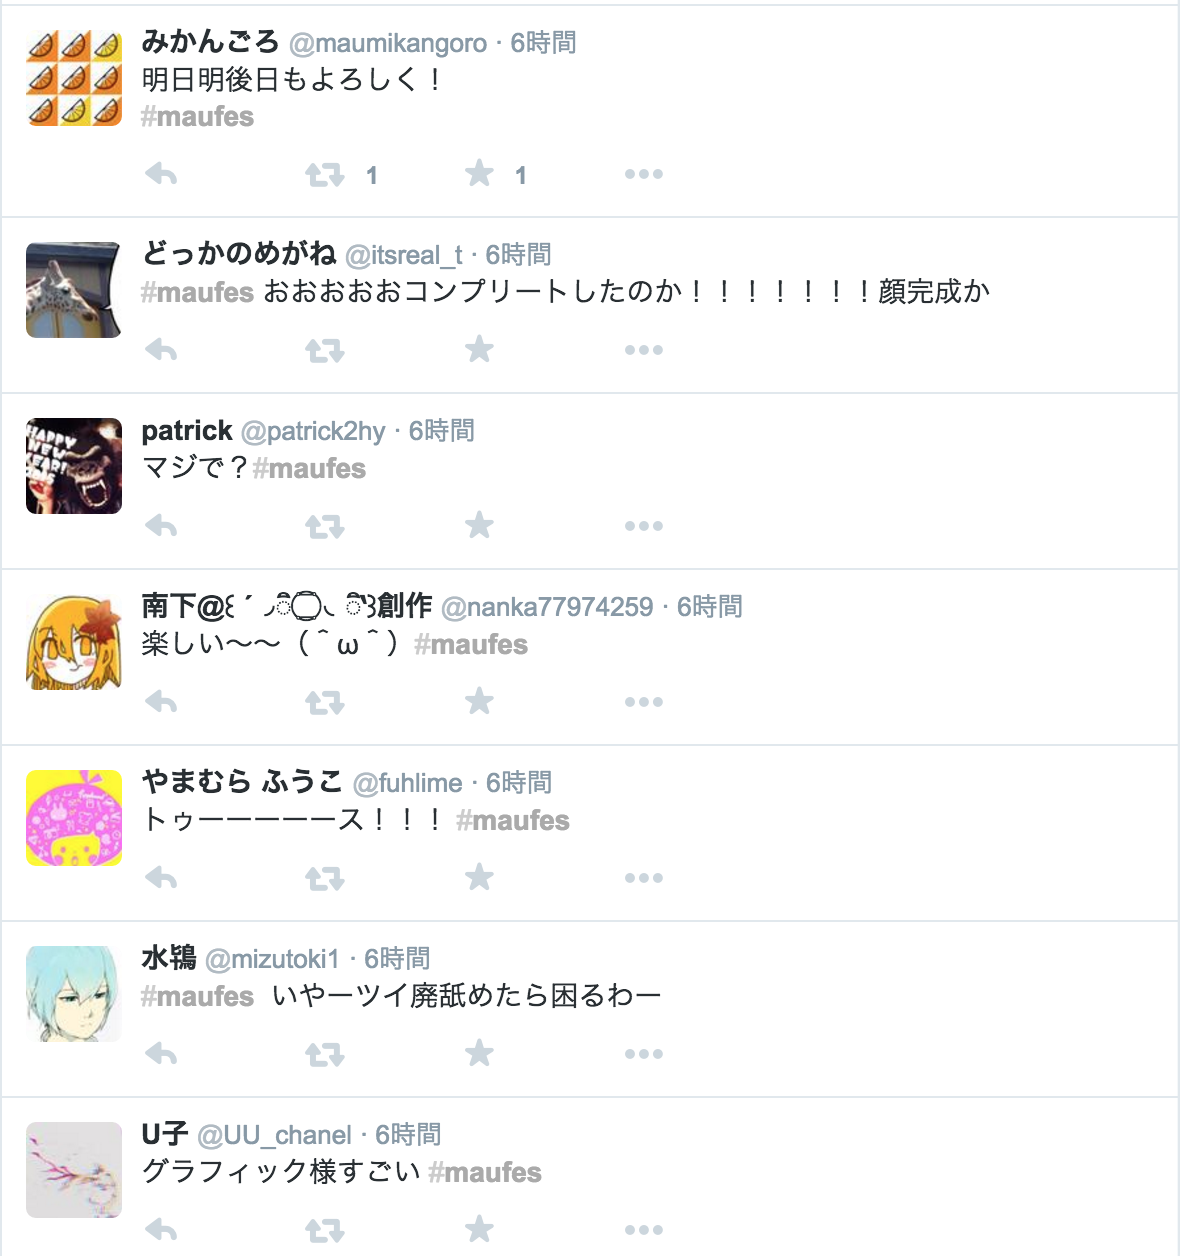 みかんごろ @maumikangoro · 6時間
明日明後日もよろしく！
#maufes
1 1
どっかのめがね @itsreal_t · 6時間
#maufes おおおおおコンプリートしたのか！！！！！！！顔完成か
HAPPY
NEW
YEAR!
2015
patrick @patrick2hy · 6時間
マジで？#maufes
南下@꒰ ´ ◞ ྀ◯◟ ྀ꒱創作 @nanka77974259 · 6時間
楽しい〜〜（＾ω＾）#maufes
やまむら ふうこ @fuhlime · 6時間
トゥーーーーース！！！ #maufes
水鴇 @mizutoki1 · 6時間
#maufes いやーツイ廃舐めたら困るわー
U子 @UU_chanel · 6時間
グラフィック様すごい #maufes